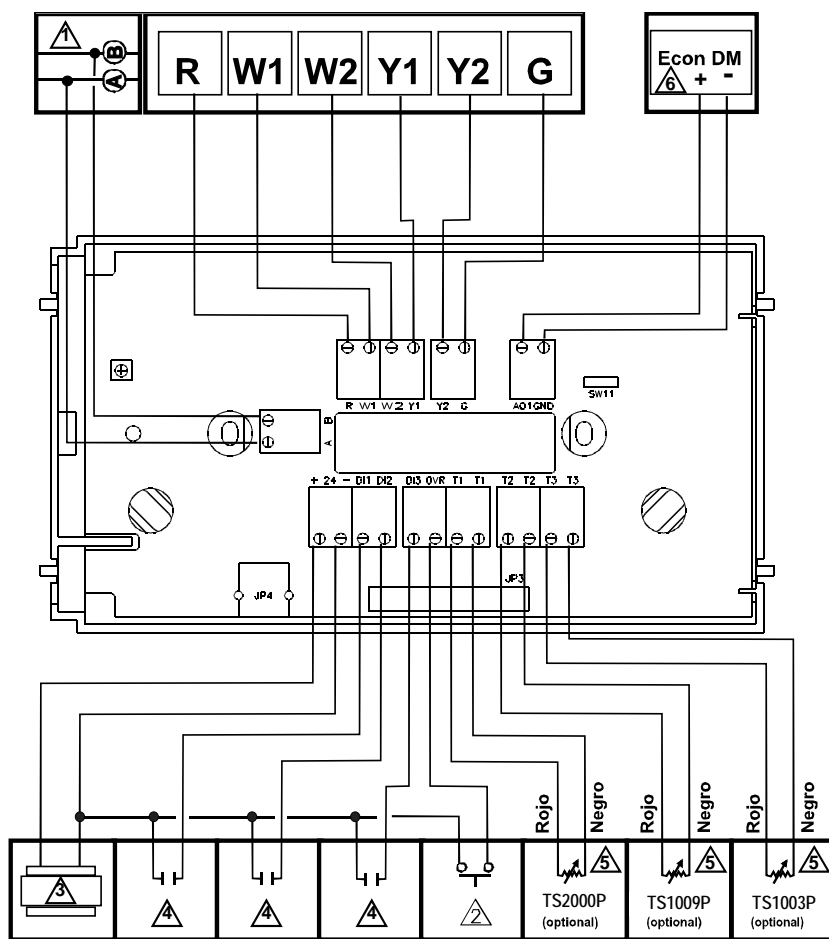 1
B
A
R W1 W2 Y1 Y2 G
Econ DM
6 + -
R W1 W2 Y1 Y2 G AO1 GND
SW11
B
A
+ 24 - DI1 DI2 DI3 OVR T1 T1 T2 T2 T3 T3
JP3
JP4
Rojo Negro Rojo Negro Rojo Negro
3 4 4 4 2 5 5 5
TS2000P TS1009P TS1003P
(optional) (optional) (optional)